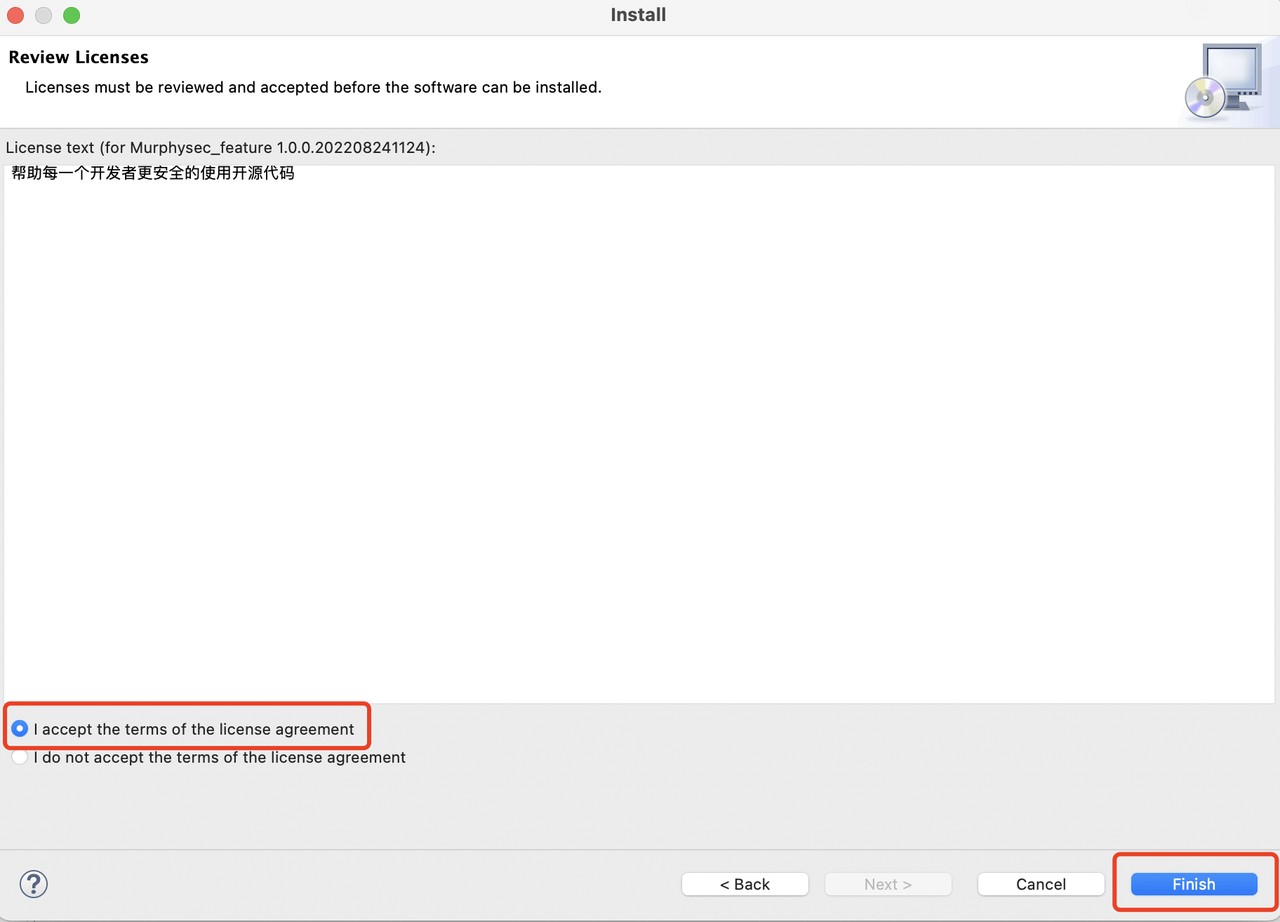 Install
Review Licenses
Licenses must be reviewed and accepted before the software can be installed.
License text (for Murphysec_feature 1.0.0.202208241124):
帮助每一个开发者更安全的使用开源代码
I accept the terms of the license agreement
I do not accept the terms of the license agreement
?
< Back
Next >
Cancel
Finish